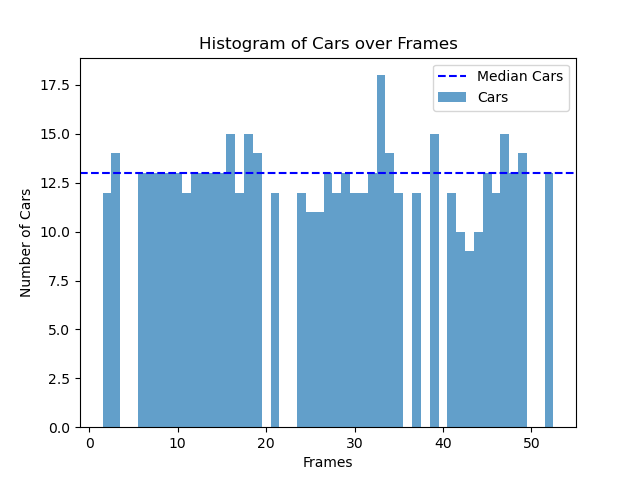 Histogram of Cars over Frames
Median Cars
Cars
Number of Cars
17.5
15.0
12.5
10.0
7.5
5.0
2.5
0.0
0 10 20 30 40 50
Frames